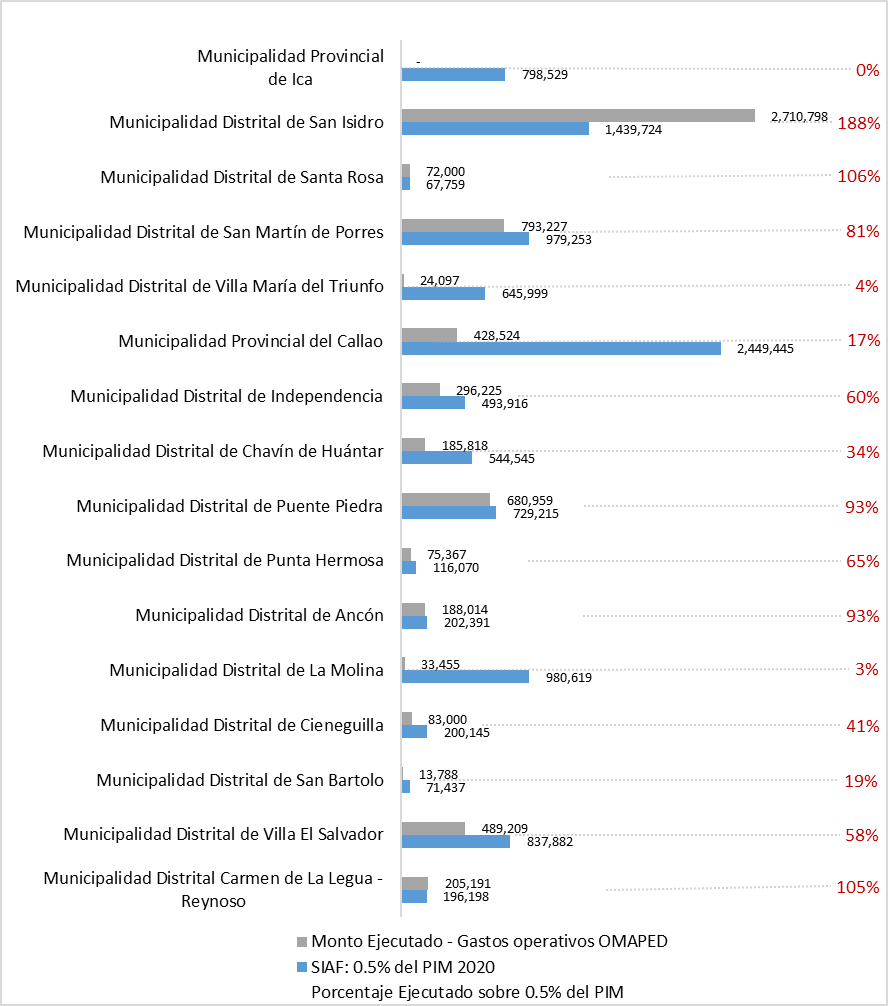 Municipalidad Provincial
de Ica
-
798,529
0%
Municipalidad Distrital de San Isidro
2,710,798
1,439,724
188%
Municipalidad Distrital de Santa Rosa
72,000
67,759
106%
Municipalidad Distrital de San Martín de Porres
793,227
979,253
81%
Municipalidad Distrital de Villa María del Triunfo
24,097
645,999
4%
Municipalidad Provincial del Callao
428,524
2,449,445
17%
Municipalidad Distrital de Independencia
296,225
493,916
60%
Municipalidad Distrital de Chavín de Huántar
185,818
544,545
34%
Municipalidad Distrital de Puente Piedra
680,959
729,215
93%
Municipalidad Distrital de Punta Hermosa
75,367
116,070
65%
Municipalidad Distrital de Ancón
188,014
202,391
93%
Municipalidad Distrital de La Molina
33,455
980,619
3%
Municipalidad Distrital de Cieneguilla
83,000
200,145
41%
Municipalidad Distrital de San Bartolo
13,788
71,437
19%
Municipalidad Distrital de Villa El Salvador
489,209
837,882
58%
Municipalidad Distrital Carmen de La Legua -
Reynoso
205,191
196,198
105%
Monto Ejecutado - Gastos operativos OMAPED
SIAF: 0.5% del PIM 2020
Porcentaje Ejecutado sobre 0.5% del PIM